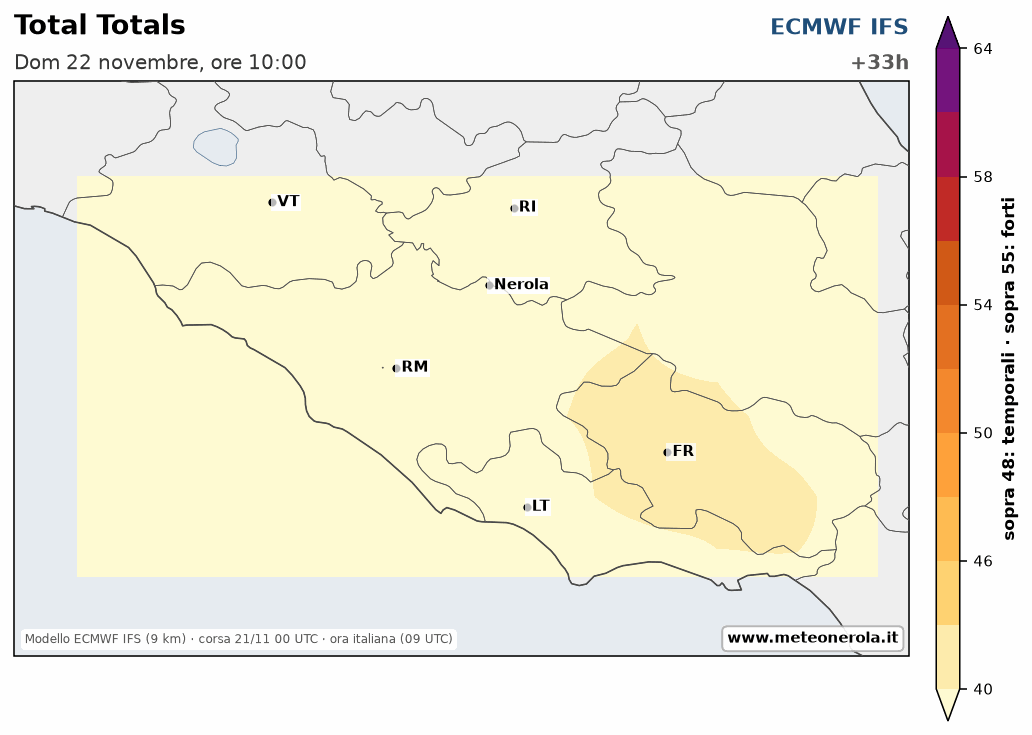 Total Totals
ECMWF IFS
Dom 22 novembre, ore 10:00
+33h
VT
RI
Nerola
RM
FR
LT
Modello ECMWF IFS (9 km) · corsa 21/11 00 UTC · ora italiana (09 UTC)
www.meteonerola.it
64
58
54
50
46
40
sopra 48: temporali · sopra 55: forti